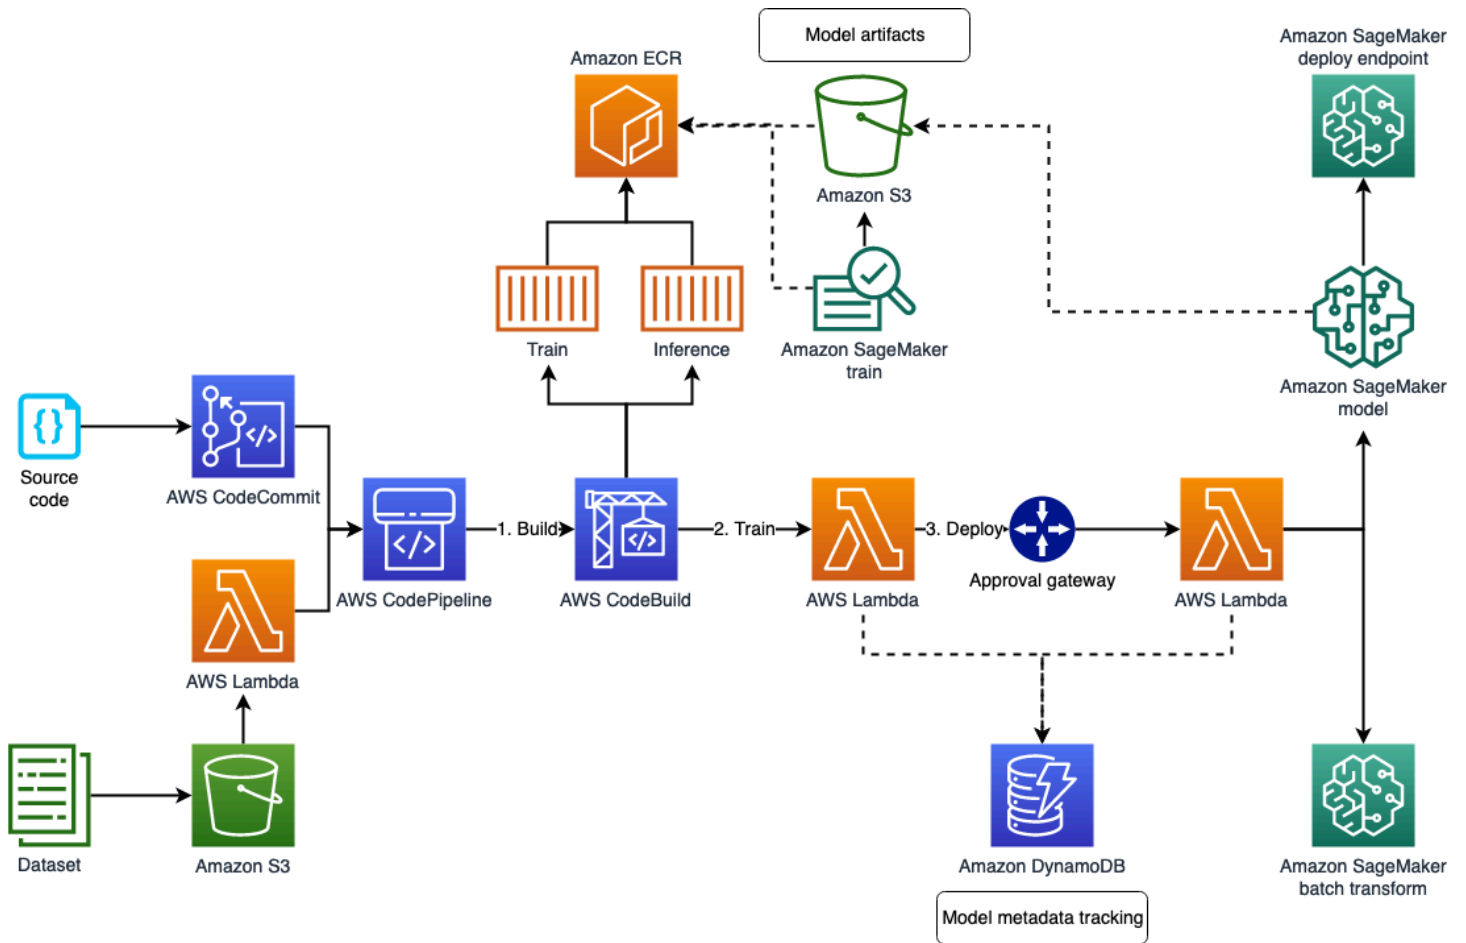 Model artifacts
Amazon ECR
Amazon SageMaker
deploy endpoint
Amazon S3
Train
Inference
Amazon SageMaker
train
Amazon SageMaker
model
Source
code
AWS CodeCommit
AWS CodePipeline
1. Build
AWS CodeBuild
2. Train
AWS Lambda
3. Deploy
Approval gateway
AWS Lambda
AWS Lambda
Dataset
Amazon S3
Amazon DynamoDB
Model metadata tracking
Amazon SageMaker
batch transform